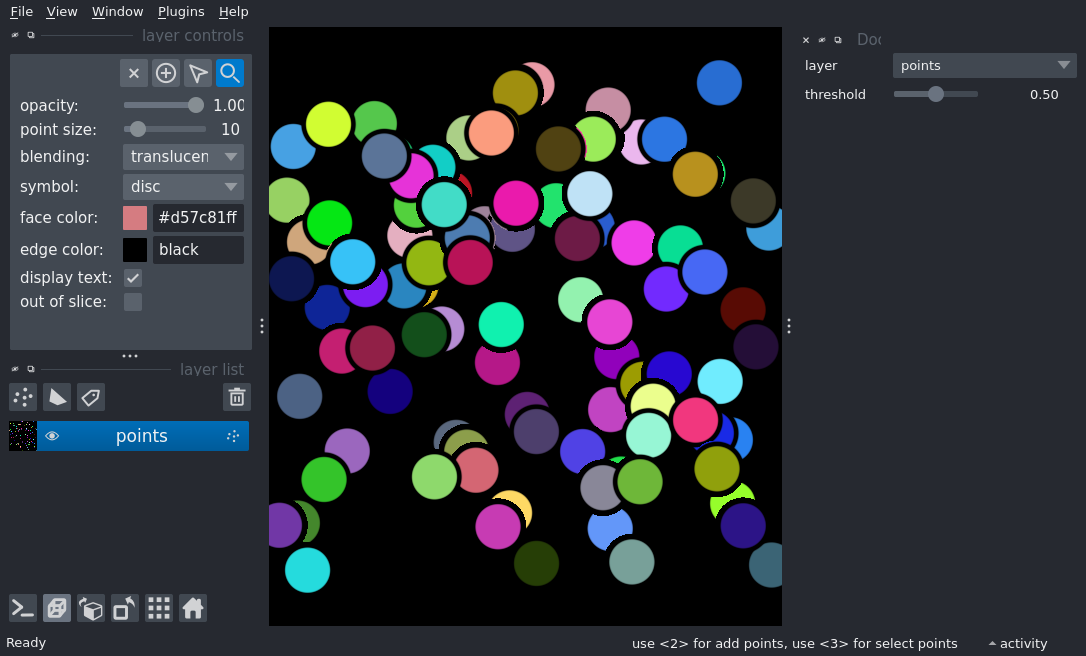 File View Window Plugins Help
layer controls
opacity: 1.00
point size: 10
blending: translucen
symbol: disc
face color: #d57c81ff
edge color: black
display text:
out of slice:
layer list
points
Doc
layer points
threshold 0.50
Ready
use <2> for add points, use <3> for select points
activity